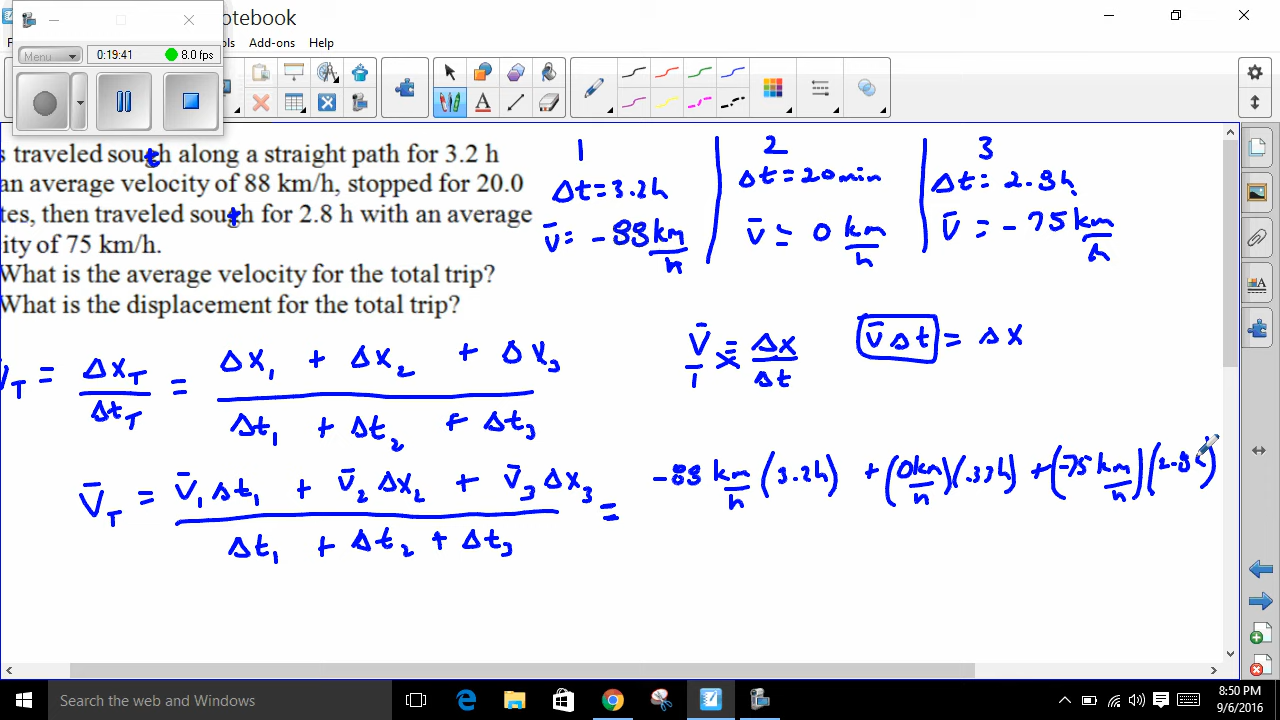 otebook
ols Add-ons Help
Menu
0:19:41
8.0 fps
s traveled south along a straight path for 3.2 h
an average velocity of 88 km/h, stopped for 20.0
tes, then traveled south for 2.8 h with an average
ity of 75 km/h.
What is the average velocity for the total trip?
What is the displacement for the total trip?
1
Δt = 3.2h
v̄ = -88 km/h
2
Δt = 20 min
v̄ = 0 km/h
3
Δt = 2.8h
v̄ = -75 km/h
v̄/1 = Δx/Δt
v̄Δt = Δx
V_T = Δx_T/Δt_T = (Δx₁ + Δx₂ + Δx₃)/(Δt₁ + Δt₂ + Δt₃)
V̄_T = (v̄₁Δt₁ + v̄₂Δx₂ + v̄₃Δx₃)/(Δt₁ + Δt₂ + Δt₃) =
-88 km/h (3.2h) + (0 km/h)(.33h) + (-75 km/h)(2.8h)
Search the web and Windows
8:50 PM
9/6/2016